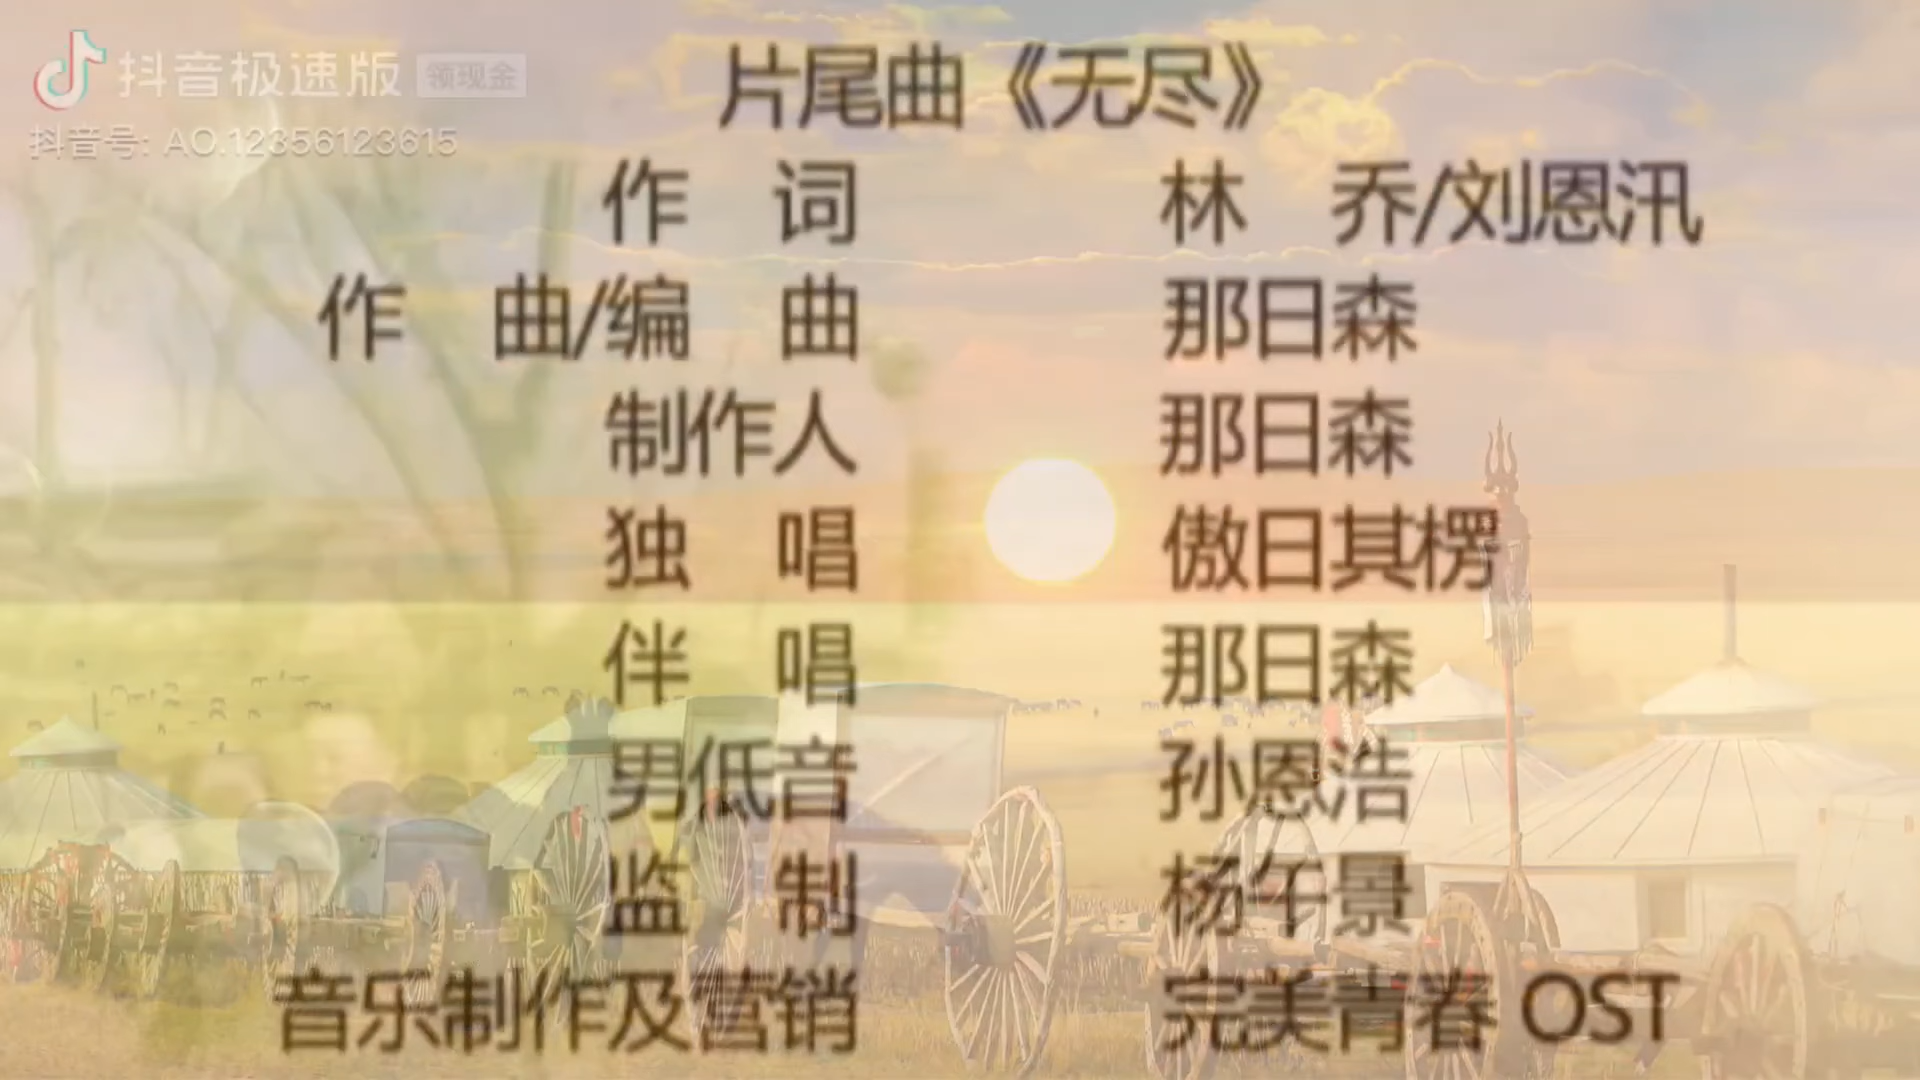 抖音极速版 领现金
抖音号: AO.12356123615
片尾曲《无尽》
作 词 林 乔/刘恩汛
作 曲/编 曲 那日森
制作人 那日森
独 唱 傲日其楞
伴 唱 那日森
男低音 孙恩浩
监 制 杨午景
音乐制作及营销 完美青春 OST